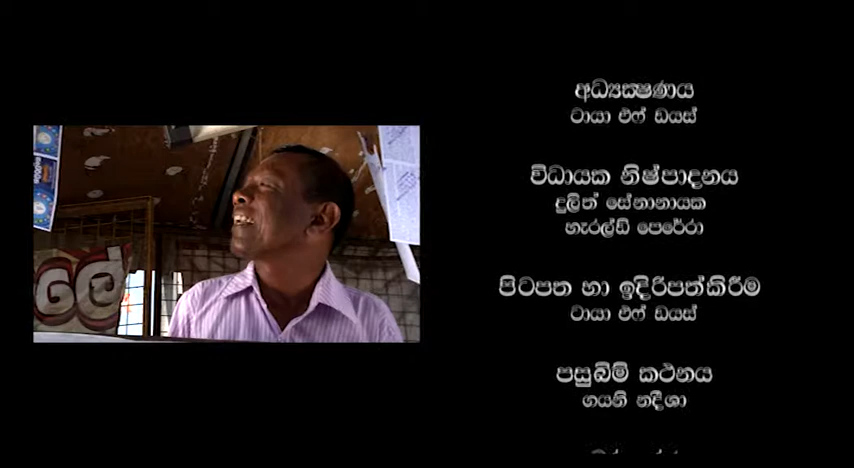 ලේ
අධ්‍යක්ෂණය
ටායා එෆ් ඩයස්
විධායක නිෂ්පාදනය
දුලිත් සේනානායක
හැරල්ඩ් පෙරේරා
පිටපත හා ඉදිරිපත්කිරීම
ටායා එෆ් ඩයස්
පසුබිම් කථනය
ගයනි නදීශා